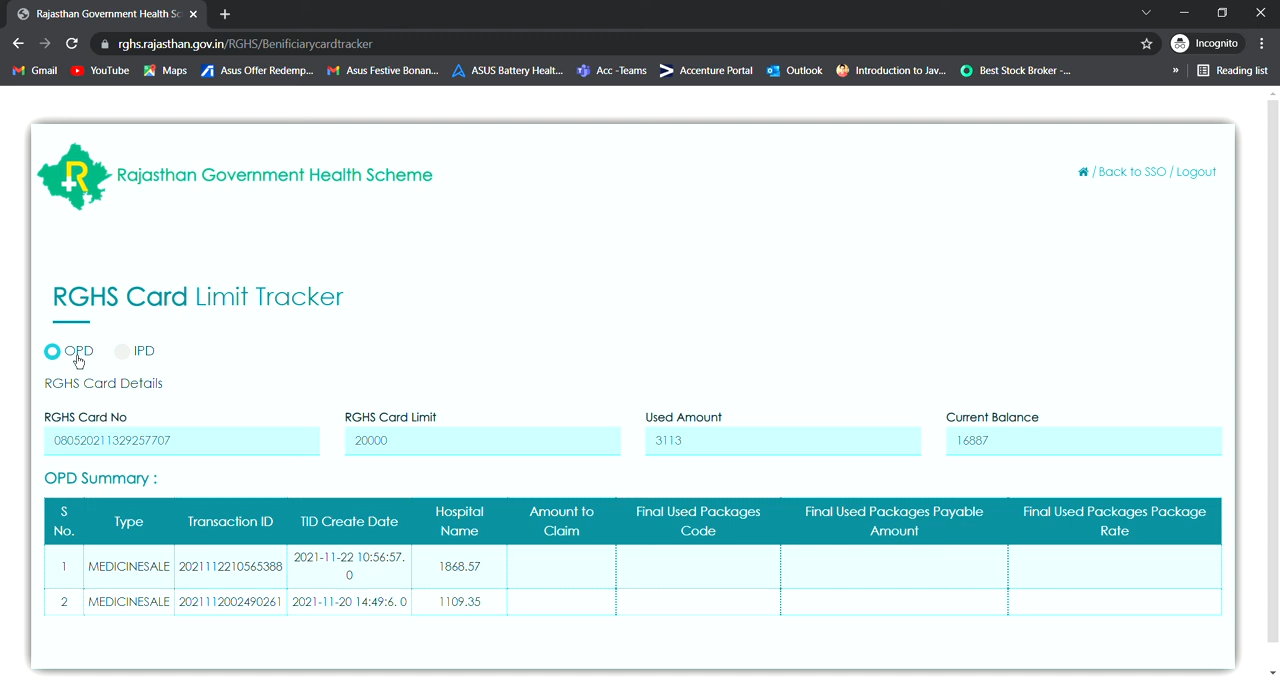 Rajasthan Government Health Sc
rghs.rajasthan.gov.in/RGHS/Benificiarycardtracker
Incognito
Gmail YouTube Maps Asus Offer Redemp... Asus Festive Bonan... ASUS Battery Healt... Acc -Teams Accenture Portal Outlook Introduction to Jav... Best Stock Broker -... » Reading list
R Rajasthan Government Health Scheme
/ Back to SSO / Logout
RGHS Card Limit Tracker
OPD IPD
RGHS Card Details
RGHS Card No RGHS Card Limit Used Amount Current Balance
080520211329257707 20000 3113 16887
OPD Summary :
S No. Type Transaction ID TID Create Date Hospital Name Amount to Claim Final Used Packages Code Final Used Packages Payable Amount Final Used Packages Package Rate
1 MEDICINESALE 2021112210565388 2021-11-22 10:56:57. 0 1868.57
2 MEDICINESALE 2021112002490261 2021-11-20 14:49:6. 0 1109.35